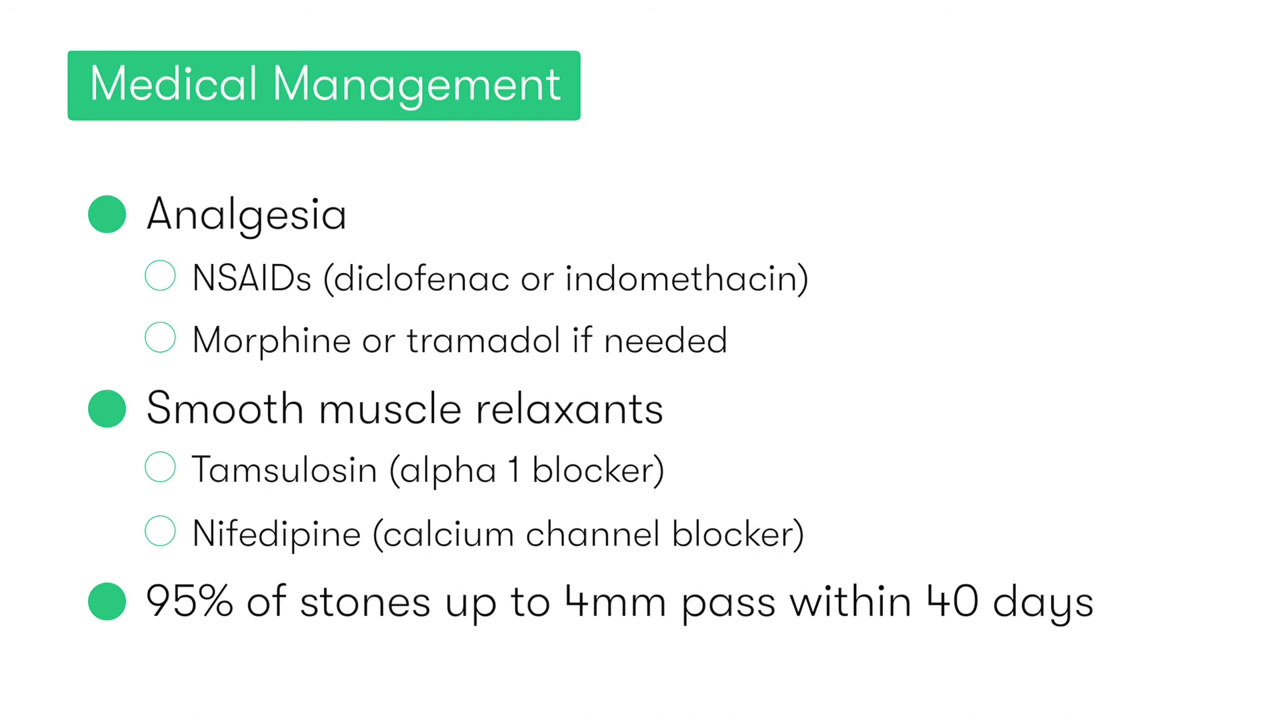 Medical Management
Analgesia
NSAIDs (diclofenac or indomethacin)
Morphine or tramadol if needed
Smooth muscle relaxants
Tamsulosin (alpha 1 blocker)
Nifedipine (calcium channel blocker)
95% of stones up to 4mm pass within 40 days